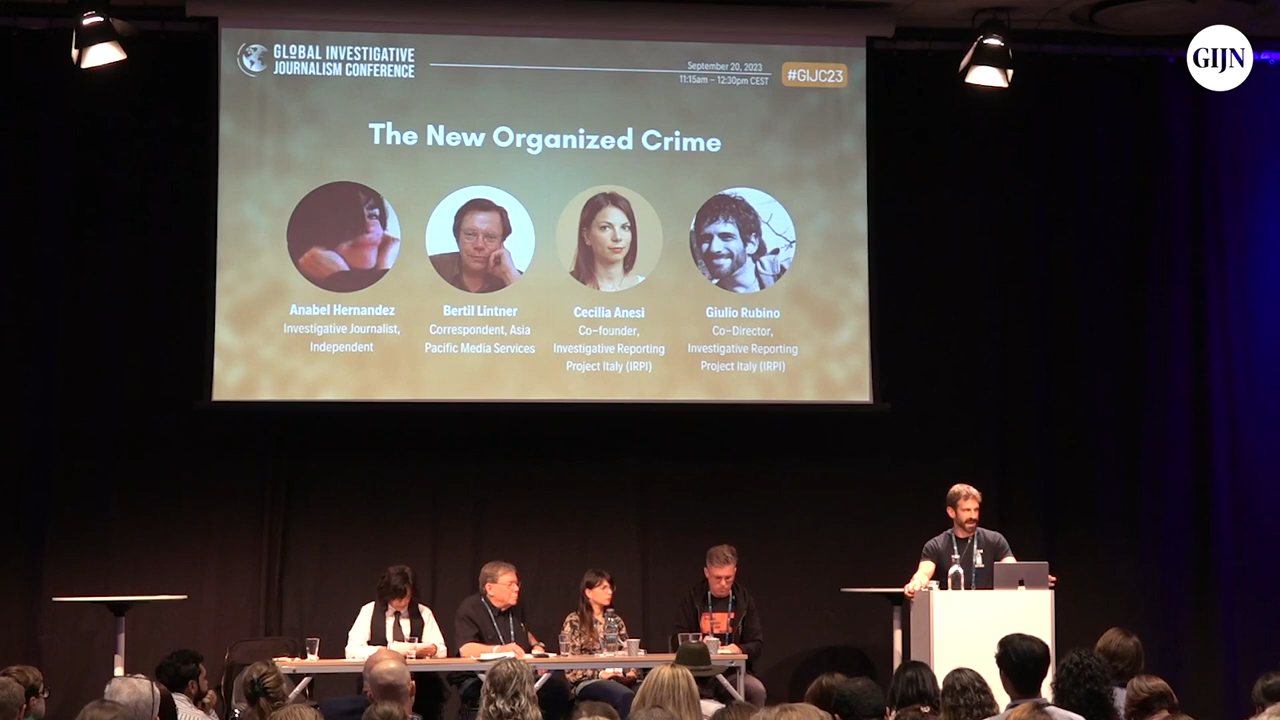 GLOBAL INVESTIGATIVE
JOURNALISM CONFERENCE
September 20, 2023
11:15am – 12:30pm CEST
#GIJC23
GIJN
The New Organized Crime
Anabel Hernandez
Investigative Journalist,
Independent
Bertil Lintner
Correspondent, Asia
Pacific Media Services
Cecilia Anesi
Co-founder,
Investigative Reporting
Project Italy (IRPI)
Giulio Rubino
Co-Director,
Investigative Reporting
Project Italy (IRPI)